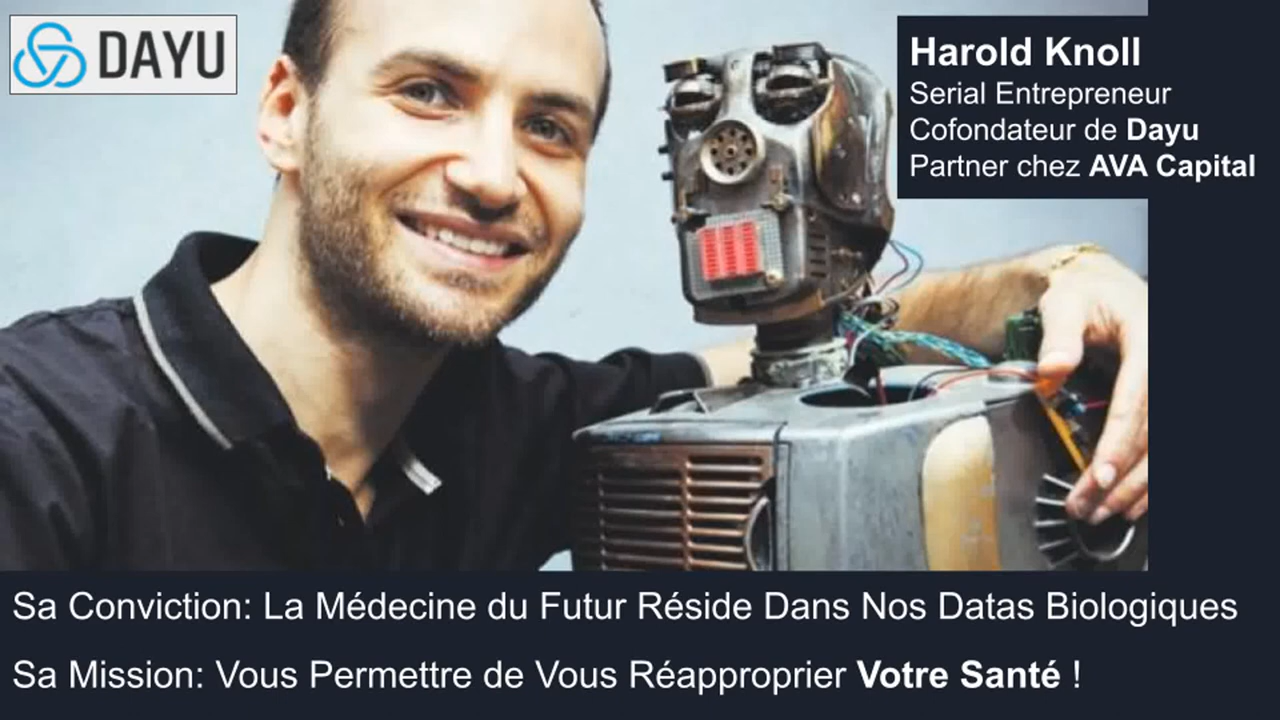 DAYU
Harold Knoll
Serial Entrepreneur
Cofondateur de Dayu
Partner chez AVA Capital
Sa Conviction: La Médecine du Futur Réside Dans Nos Datas Biologiques
Sa Mission: Vous Permettre de Vous Réapproprier Votre Santé !